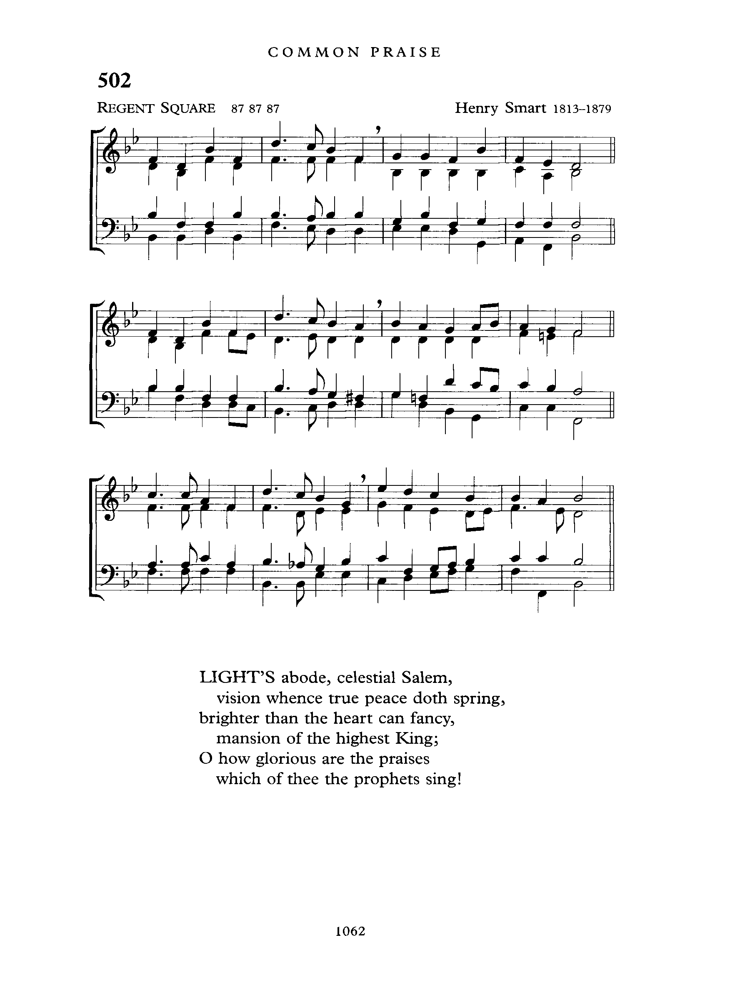 COMMON PRAISE
502
REGENT SQUARE 87 87 87 Henry Smart 1813–1879
LIGHT'S abode, celestial Salem,
vision whence true peace doth spring,
brighter than the heart can fancy,
mansion of the highest King;
O how glorious are the praises
which of thee the prophets sing!
1062